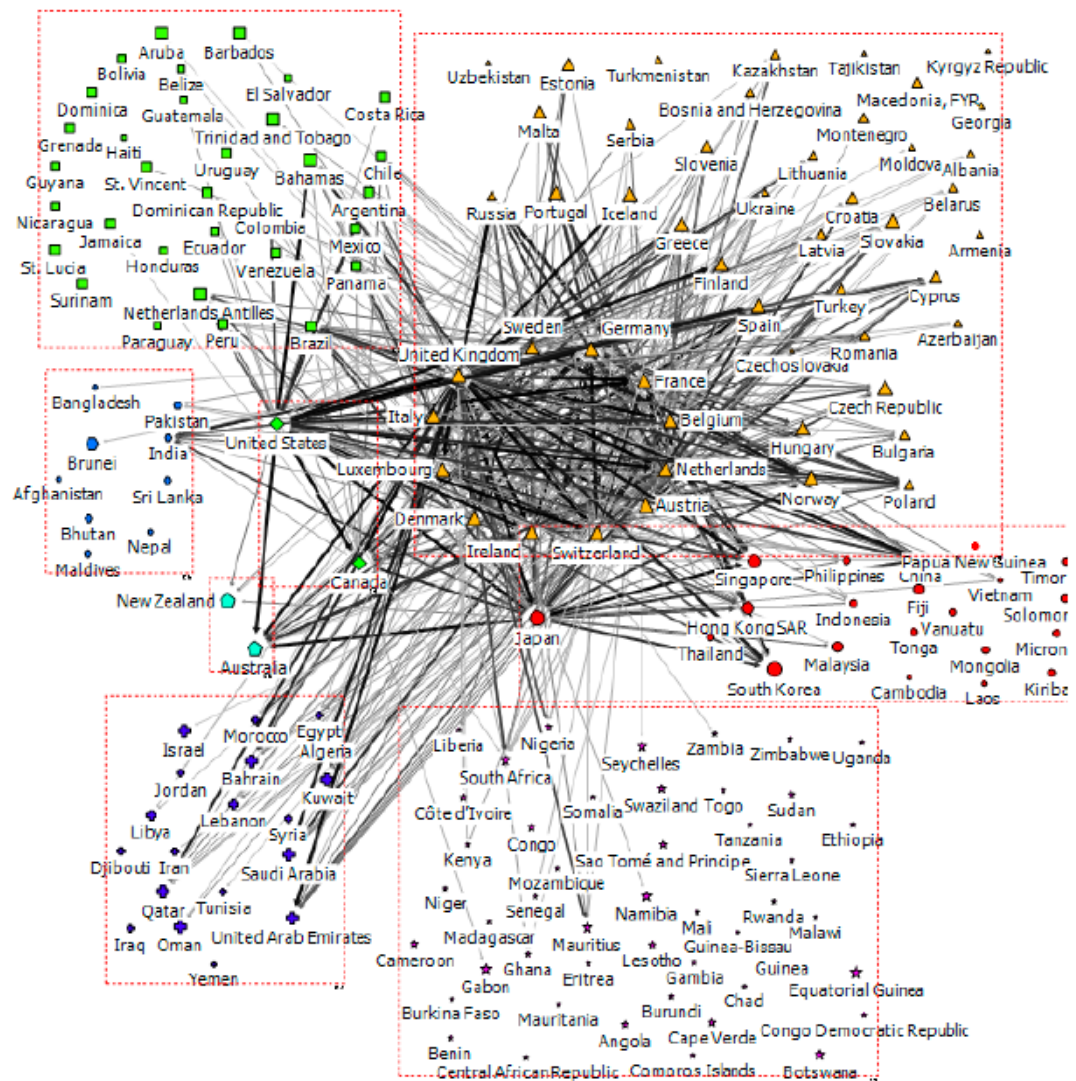 Aruba
Barbados
Bolivia
Belize
El Salvador
Dominica
Guatemala
Costa Rica
Trinidad and Tobago
Grenada
Haiti
Uruguay
Bahamas
Chile
Guyana
St. Vincent
Dominican Republic
Argentina
Nicaragua
Colombia
Jamaica
Ecuador
Mexico
St. Lucia
Honduras
Venezuela
Panama
Surinam
Netherlands Antilles
Paraguay
Peru
Brazil
Uzbekistan
Estonia
Turkmenistan
Kazakhstan
Tajikistan
Kyrgyz Republic
Bosnia and Herzegovina
Macedonia, FYR
Georgia
Malta
Serbia
Montenegro
Slovenia
Lithuania
Moldova
Albania
Russia
Portugal
Iceland
Ukraine
Croatia
Belarus
Greece
Latvia
Slovakia
Armenia
Finland
Turkey
Cyprus
Sweden
Germany
Spain
Azerbaijan
United Kingdom
Czechoslovakia
Romania
France
Czech Republic
Italy
Belgium
Hungary
Bulgaria
Luxembourg
Netherlands
Norway
Poland
Denmark
Austria
Ireland
Switzerland
Bangladesh
Pakistan
India
Brunei
Afghanistan
Sri Lanka
Bhutan
Nepal
Maldives
United States
Canada
New Zealand
Australia
Japan
Singapore
Philippines
Papua New Guinea
China
Timor
Vietnam
Hong Kong SAR
Indonesia
Fiji
Solomon
Thailand
Vanuatu
Malaysia
Tonga
Micron
South Korea
Mongolia
Cambodia
Laos
Kiriba
Israel
Morocco
Egypt
Algeria
Jordan
Bahrain
Kuwait
Libya
Lebanon
Syria
Djibouti
Iran
Saudi Arabia
Qatar
Tunisia
Iraq
Oman
United Arab Emirates
Yemen
Liberia
Nigeria
Seychelles
Zambia
Zimbabwe
Uganda
South Africa
Côte d'Ivoire
Somalia
Swaziland
Togo
Sudan
Kenya
Congo
Tanzania
Ethiopia
Sao Tomé and Principe
Mozambique
Sierra Leone
Niger
Senegal
Namibia
Rwanda
Madagascar
Mauritius
Mali
Malawi
Guinea-Bissau
Cameroon
Ghana
Lesotho
Guinea
Gabon
Eritrea
Gambia
Equatorial Guinea
Burkina Faso
Mauritania
Burundi
Chad
Angola
Cape Verde
Congo Democratic Republic
Benin
Central African Republic
Comoros Islands
Botswana